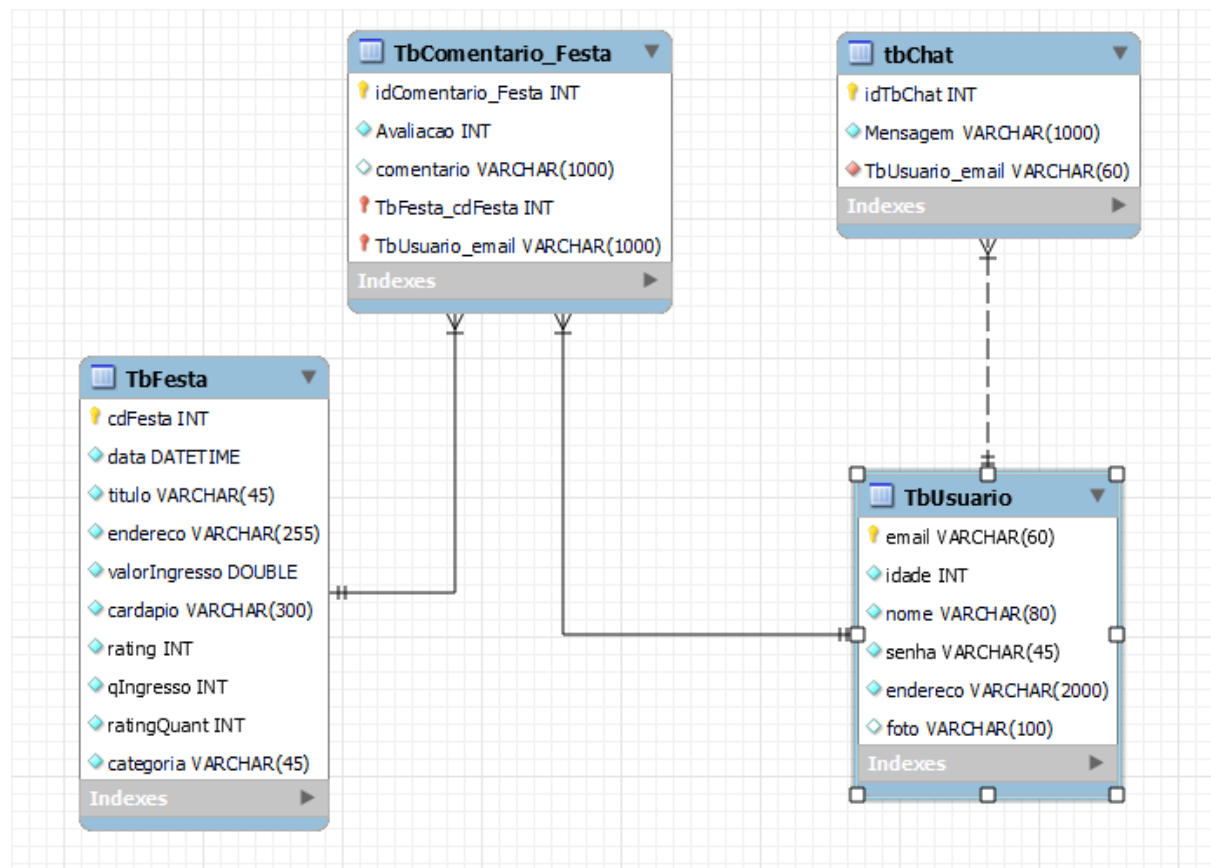 TbComentario_Festa
idComentario_Festa INT
Avaliacao INT
comentario VARCHAR(1000)
TbFesta_cdFesta INT
TbUsuario_email VARCHAR(1000)
Indexes
tbChat
idTbChat INT
Mensagem VARCHAR(1000)
TbUsuario_email VARCHAR(60)
Indexes
TbFesta
cdFesta INT
data DATETIME
titulo VARCHAR(45)
endereco VARCHAR(255)
valorIngresso DOUBLE
cardapio VARCHAR(300)
rating INT
qIngresso INT
ratingQuant INT
categoria VARCHAR(45)
Indexes
TbUsuario
email VARCHAR(60)
idade INT
nome VARCHAR(80)
senha VARCHAR(45)
endereco VARCHAR(2000)
foto VARCHAR(100)
Indexes